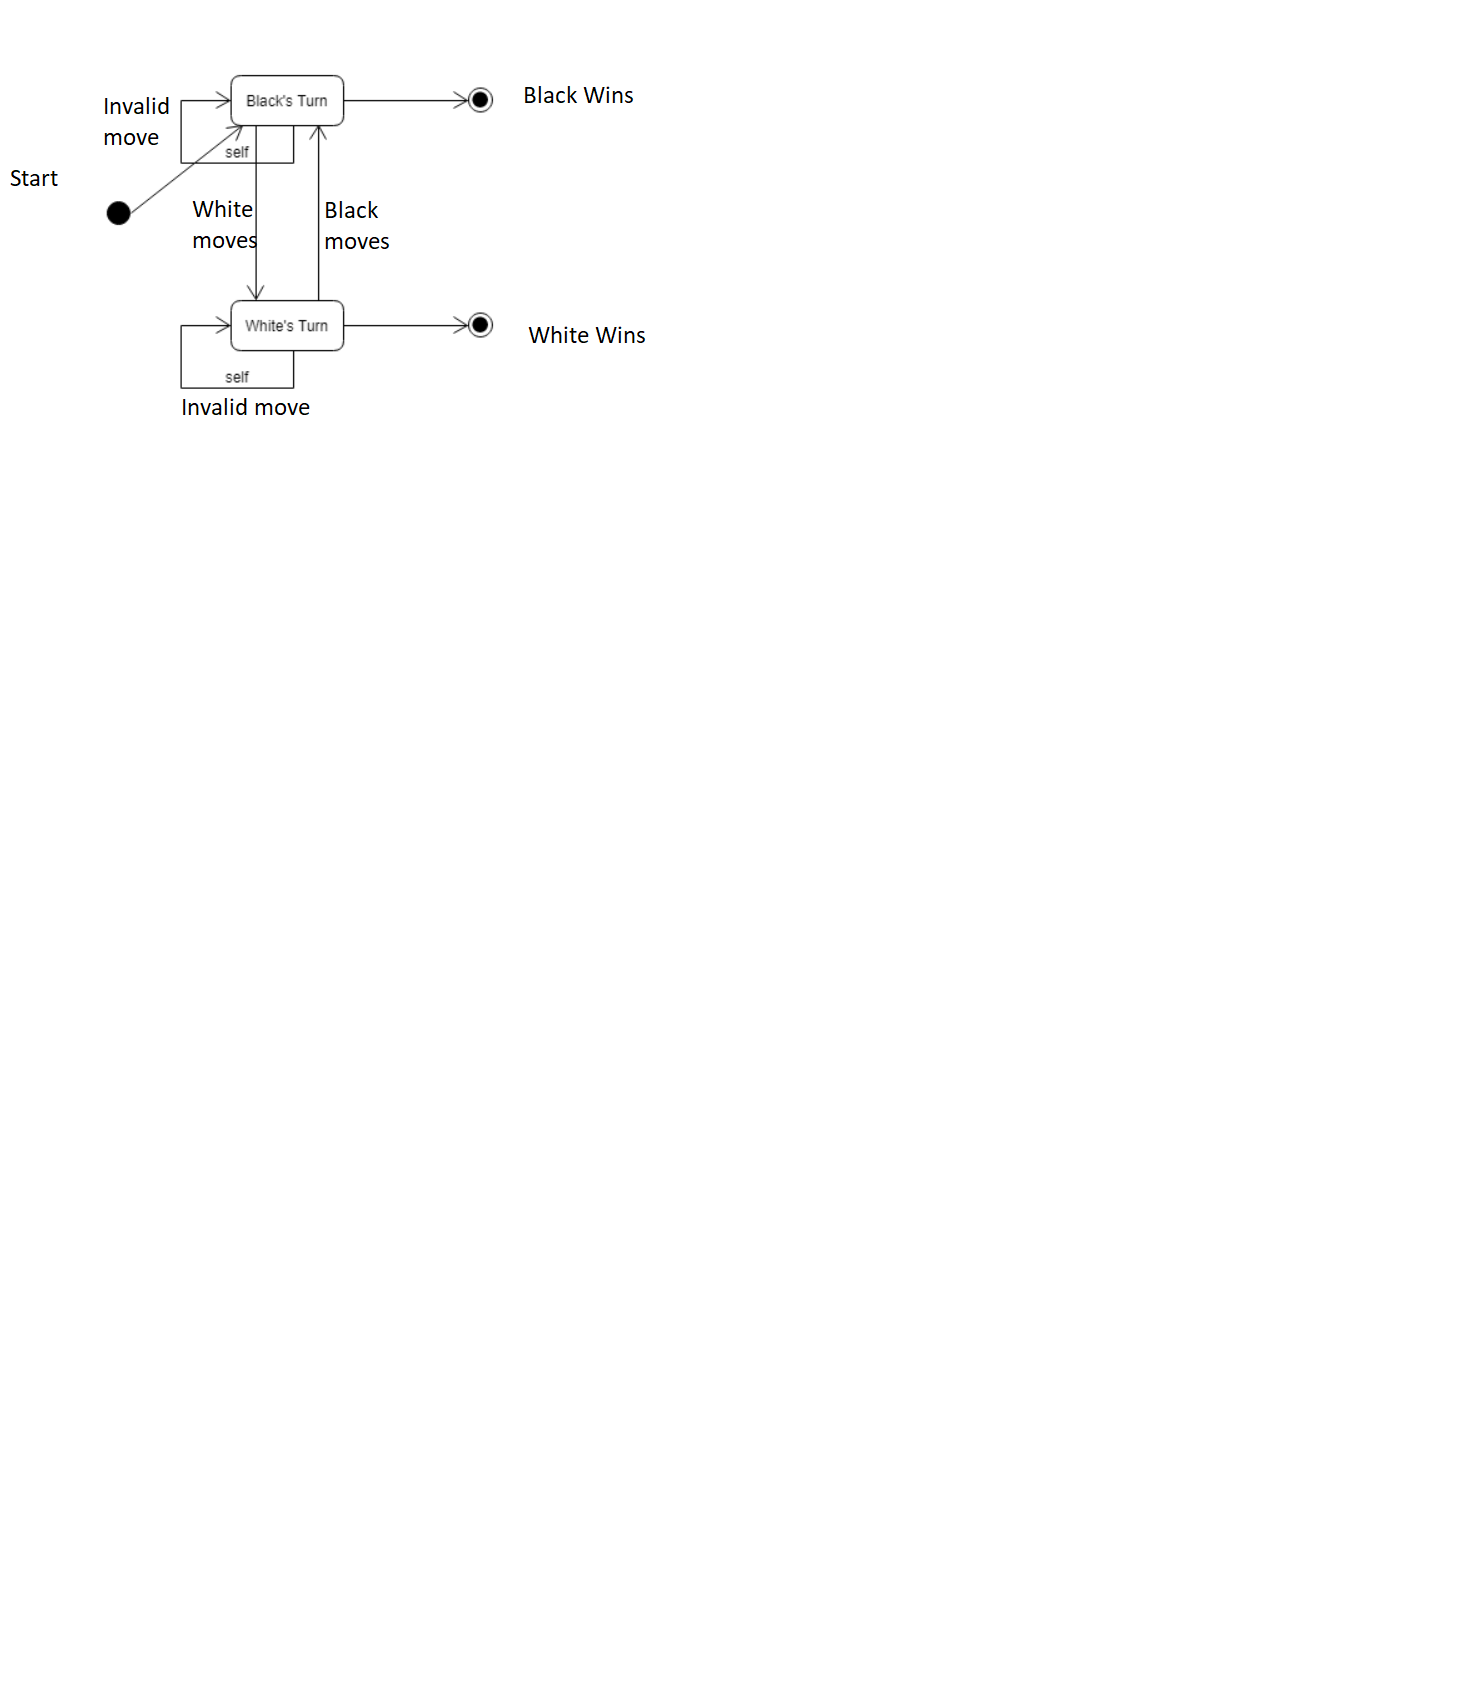 Black's Turn
Black Wins
Invalid
move
self
Start
White
moves
Black
moves
White's Turn
White Wins
self
Invalid move